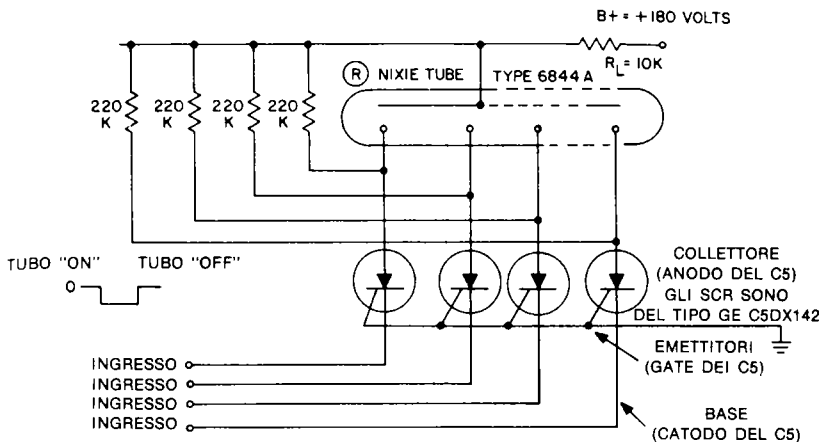 B+ = +180 VOLTS
R_L = 10K
R NIXIE TUBE TYPE 6844 A
220 K
220 K
220 K
220 K
TUBO "ON"
TUBO "OFF"
0
COLLETTORE
(ANODO DEL C5)
GLI SCR SONO
DEL TIPO GE C5DX142
EMETTITORI
(GATE DEI C5)
INGRESSO
INGRESSO
INGRESSO
INGRESSO
BASE
(CATODO DEL C5)